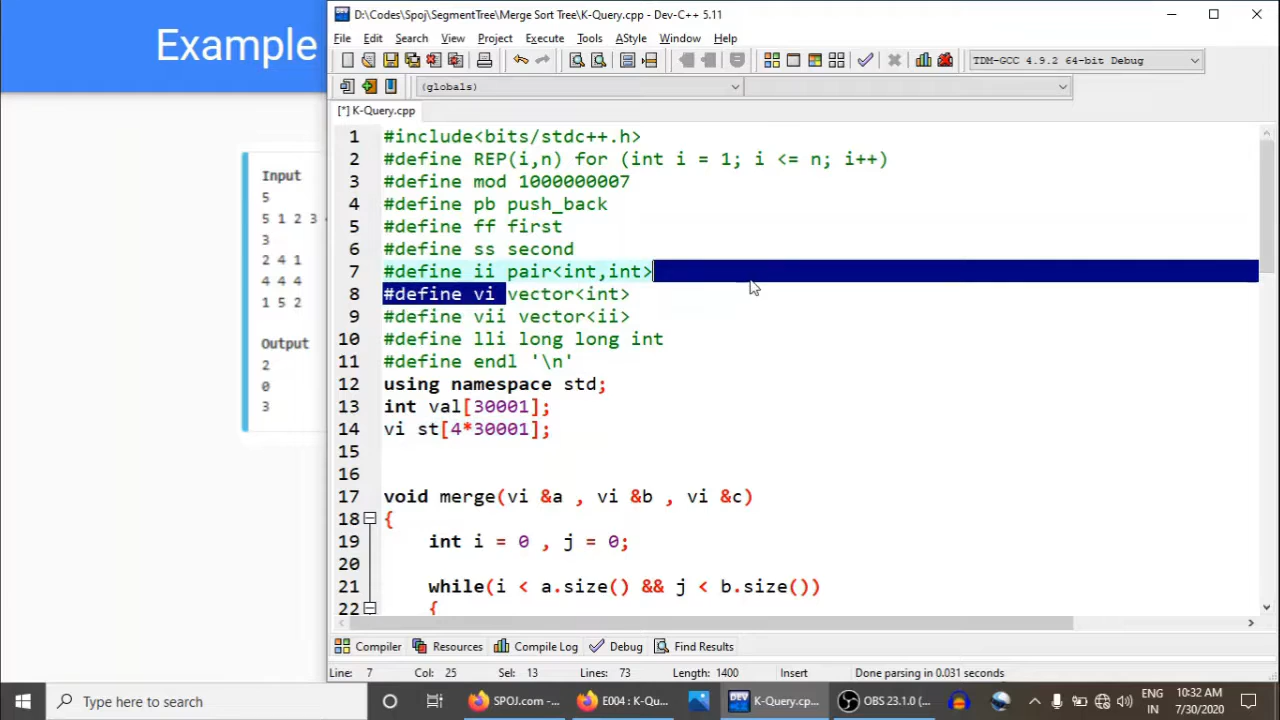 Example
Input
5
5 1 2 3
3
2 4 1
4 4 4
1 5 2
Output
2
0
3
D:\Codes\Spoj\SegmentTree\Merge Sort Tree\K-Query.cpp - Dev-C++ 5.11
File Edit Search View Project Execute Tools AStyle Window Help
TDM-GCC 4.9.2 64-bit Debug
(globals)
[*] K-Query.cpp
1 #include<bits/stdc++.h>
2 #define REP(i,n) for (int i = 1; i <= n; i++)
3 #define mod 1000000007
4 #define pb push_back
5 #define ff first
6 #define ss second
7 #define ii pair<int,int>
8 #define vi vector<int>
9 #define vii vector<ii>
10 #define lli long long int
11 #define endl '\n'
12 using namespace std;
13 int val[30001];
14 vi st[4*30001];
15
16
17 void merge(vi &a , vi &b , vi &c)
18 {
19 int i = 0 , j = 0;
20
21 while(i < a.size() && j < b.size())
22 {
Compiler Resources Compile Log Debug Find Results
Line: 7 Col: 25 Sel: 13 Lines: 73 Length: 1400 Insert Done parsing in 0.031 seconds
Type here to search
SPOJ.com -...
E004 : K-Qu...
DEV
K-Query.cp...
OBS 23.1.0 (...
ENG
IN
10:32 AM
7/30/2020